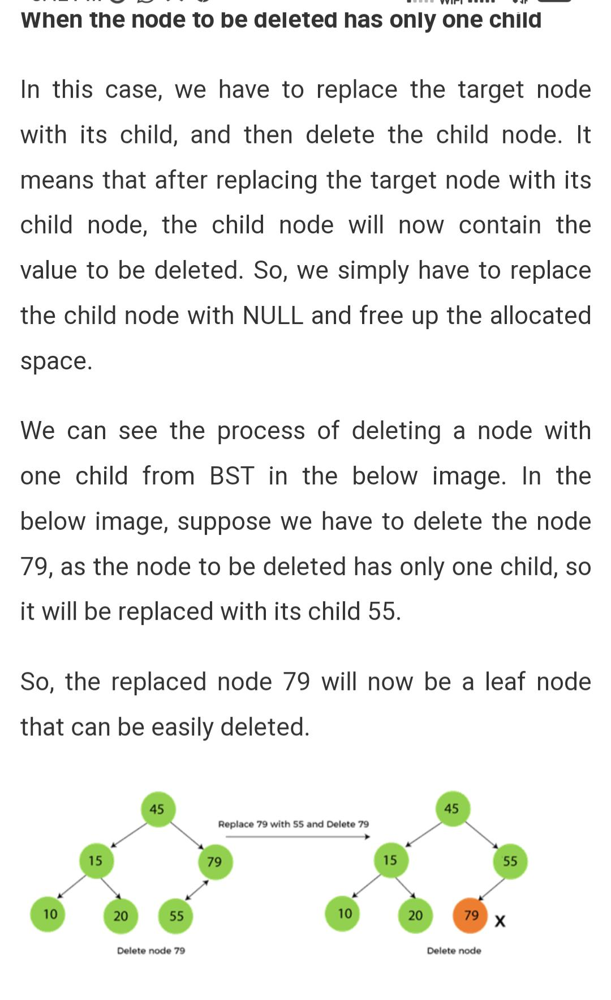 When the node to be deleted has only one child
In this case, we have to replace the target node
with its child, and then delete the child node. It
means that after replacing the target node with its
child node, the child node will now contain the
value to be deleted. So, we simply have to replace
the child node with NULL and free up the allocated
space.
We can see the process of deleting a node with
one child from BST in the below image. In the
below image, suppose we have to delete the node
79, as the node to be deleted has only one child, so
it will be replaced with its child 55.
So, the replaced node 79 will now be a leaf node
that can be easily deleted.
45
Replace 79 with 55 and Delete 79
45
15
79
15
55
10
20
55
10
20
79
X
Delete node 79
Delete node